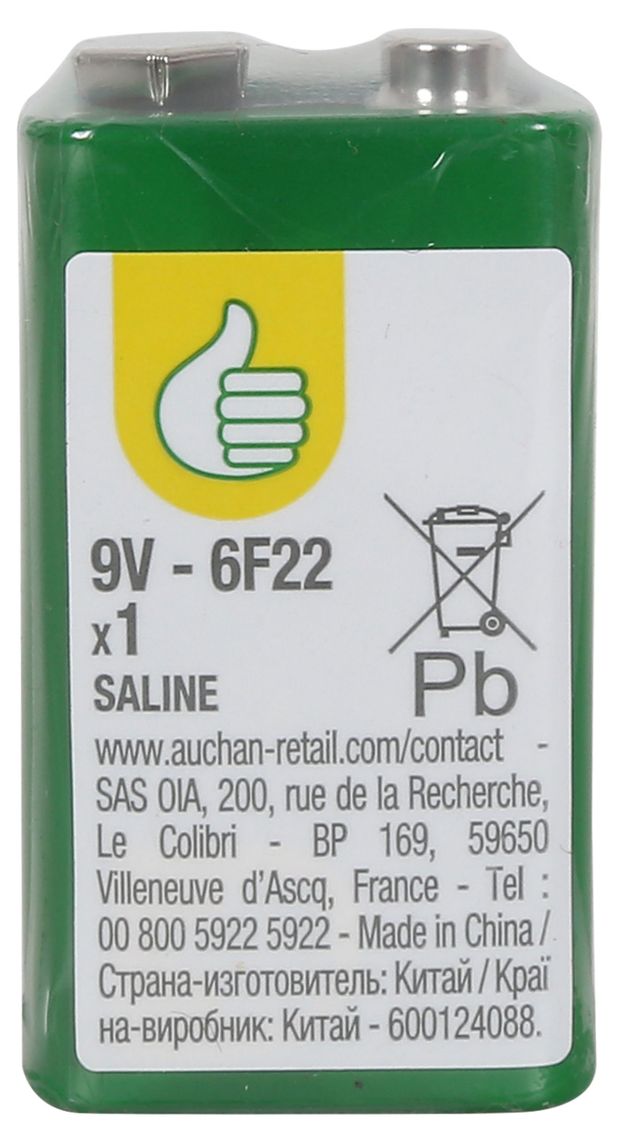 9V - 6F22
x1
SALINE
Pb
www.auchan-retail.com/contact -
SAS OIA, 200, rue de la Recherche,
Le Colibri - BP 169, 59650
Villeneuve d'Ascq, France - Tel :
00 800 5922 5922 - Made in China /
Страна-изготовитель: Китай / Краї
на-виробник: Китай - 600124088.